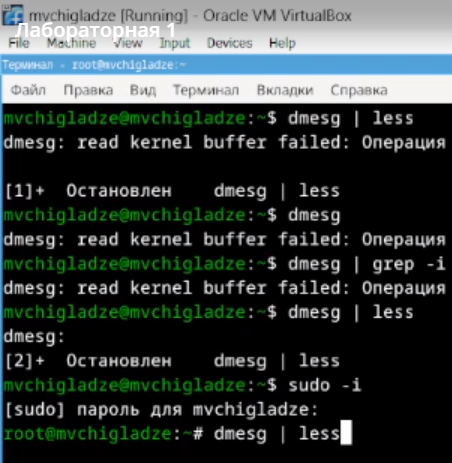 mvchigladze [Running] - Oracle VM VirtualBox
Лабораторная 1
File Machine View Input Devices Help
Терминал - root@mvchigladze:~
Файл Правка Вид Терминал Вкладки Справка
mvchigladze@mvchigladze:~$ dmesg | less
dmesg: read kernel buffer failed: Операция
[1]+ Остановлен dmesg | less
mvchigladze@mvchigladze:~$ dmesg
dmesg: read kernel buffer failed: Операция
mvchigladze@mvchigladze:~$ dmesg | grep -i
dmesg: read kernel buffer failed: Операция
mvchigladze@mvchigladze:~$ dmesg | less
dmesg:
[2]+ Остановлен dmesg | less
mvchigladze@mvchigladze:~$ sudo -i
[sudo] пароль для mvchigladze:
root@mvchigladze:~# dmesg | less